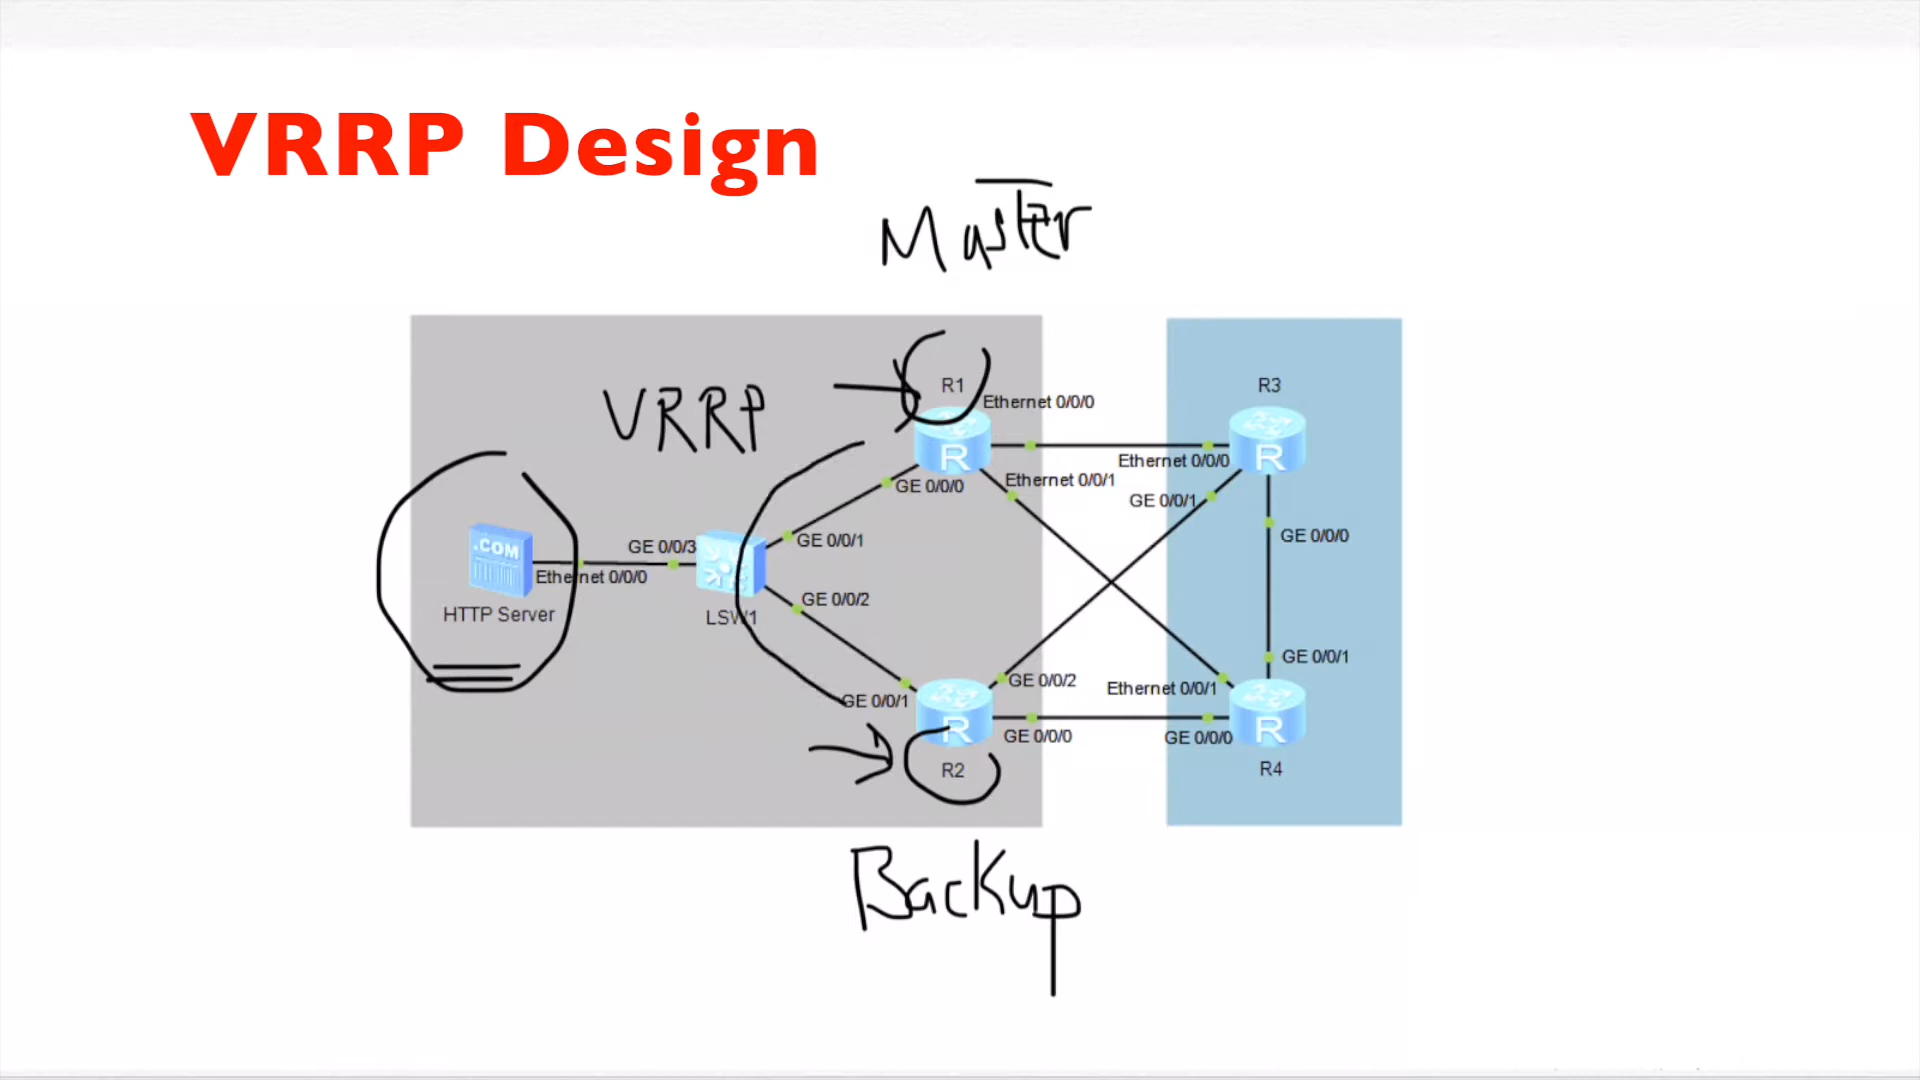 VRRP Design
Master
VRRP
R1
R3
Ethernet 0/0/0
Ethernet 0/0/0
Ethernet 0/0/1
GE 0/0/0
GE 0/0/1
R
R
GE 0/0/1
GE 0/0/0
GE 0/0/3
.COM
Ethernet 0/0/0
HTTP Server
LSW1
GE 0/0/2
GE 0/0/1
GE 0/0/1
GE 0/0/2
Ethernet 0/0/1
GE 0/0/0
GE 0/0/0
R
R
R2
R4
Backup